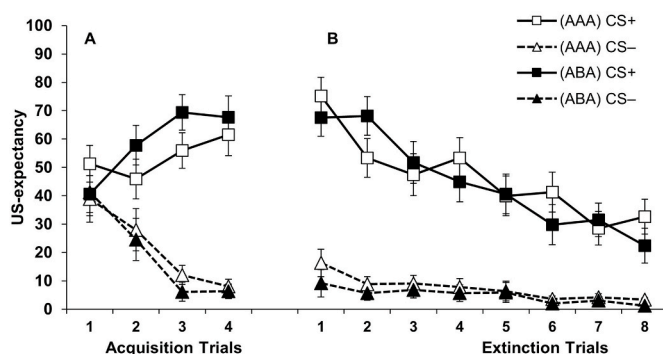 100
90
80
70
60
50
40
30
20
10
0
US-expectancy
A
B
(AAA) CS+
(AAA) CS–
(ABA) CS+
(ABA) CS–
1 2 3 4
1 2 3 4 5 6 7 8
Acquisition Trials
Extinction Trials